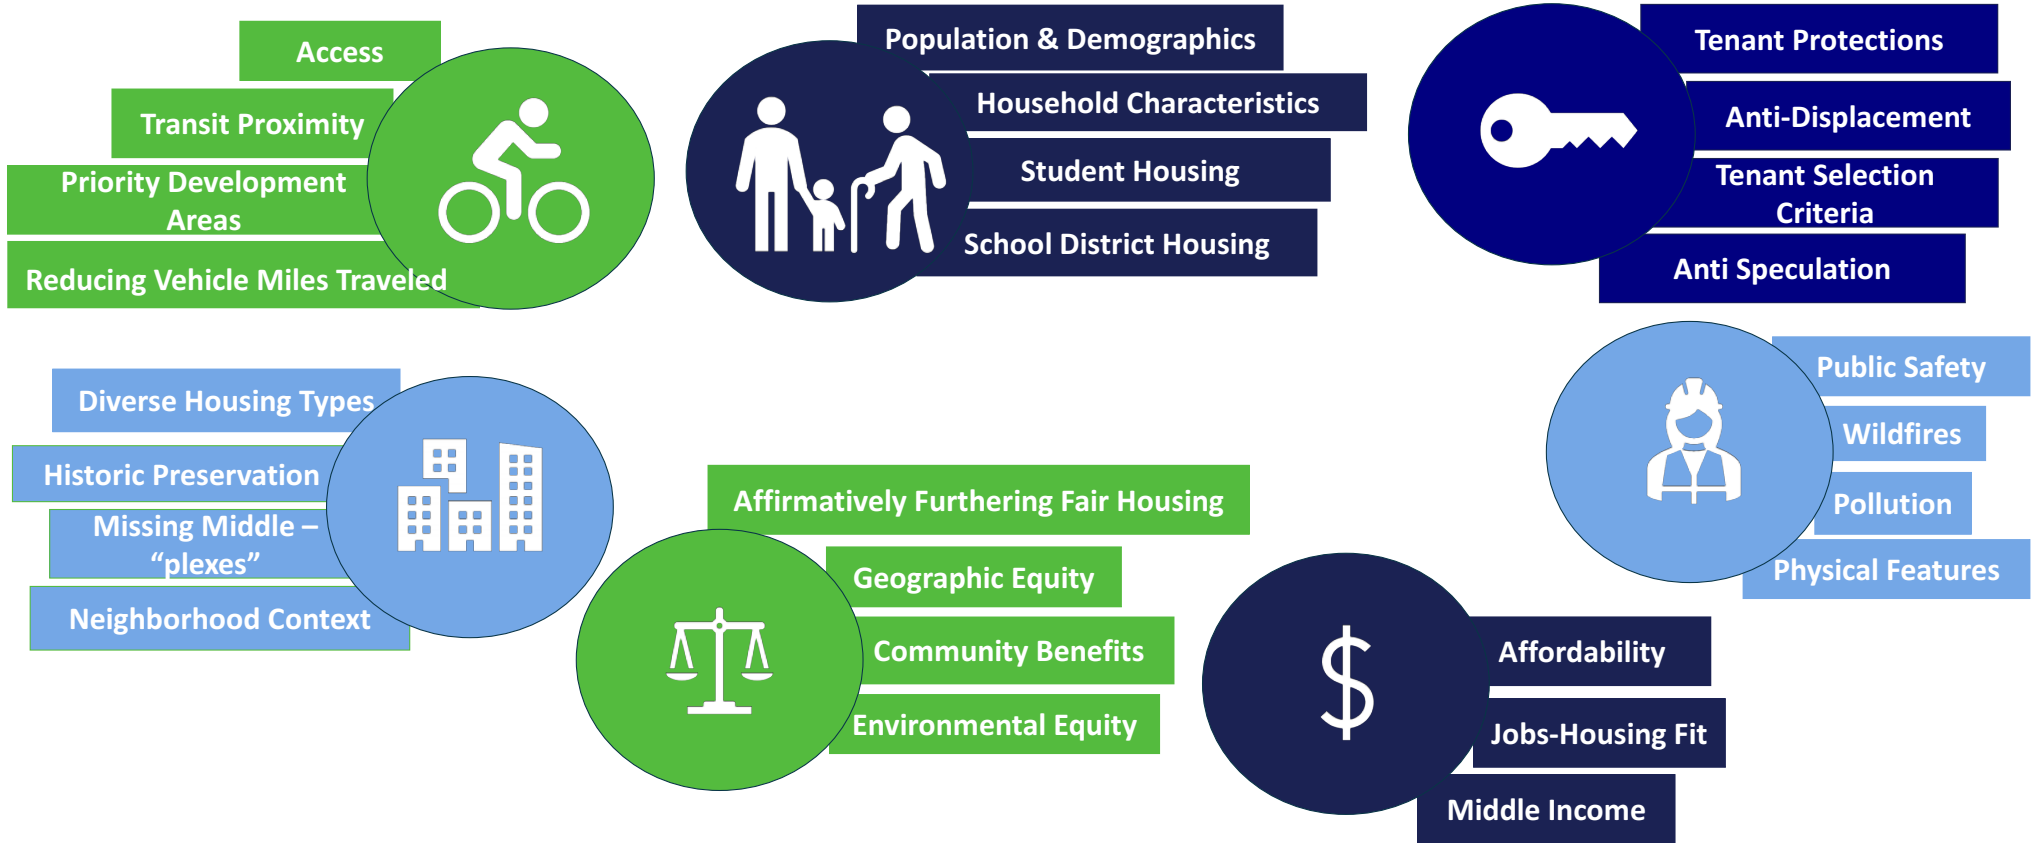 Access
Transit Proximity
Priority Development
Areas
Reducing Vehicle Miles Traveled
Population & Demographics
Household Characteristics
Student Housing
School District Housing
Tenant Protections
Anti-Displacement
Tenant Selection
Criteria
Anti Speculation
Diverse Housing Types
Historic Preservation
Missing Middle –
“plexes”
Neighborhood Context
Affirmatively Furthering Fair Housing
Geographic Equity
Community Benefits
Environmental Equity
$
Affordability
Jobs-Housing Fit
Middle Income
Public Safety
Wildfires
Pollution
Physical Features